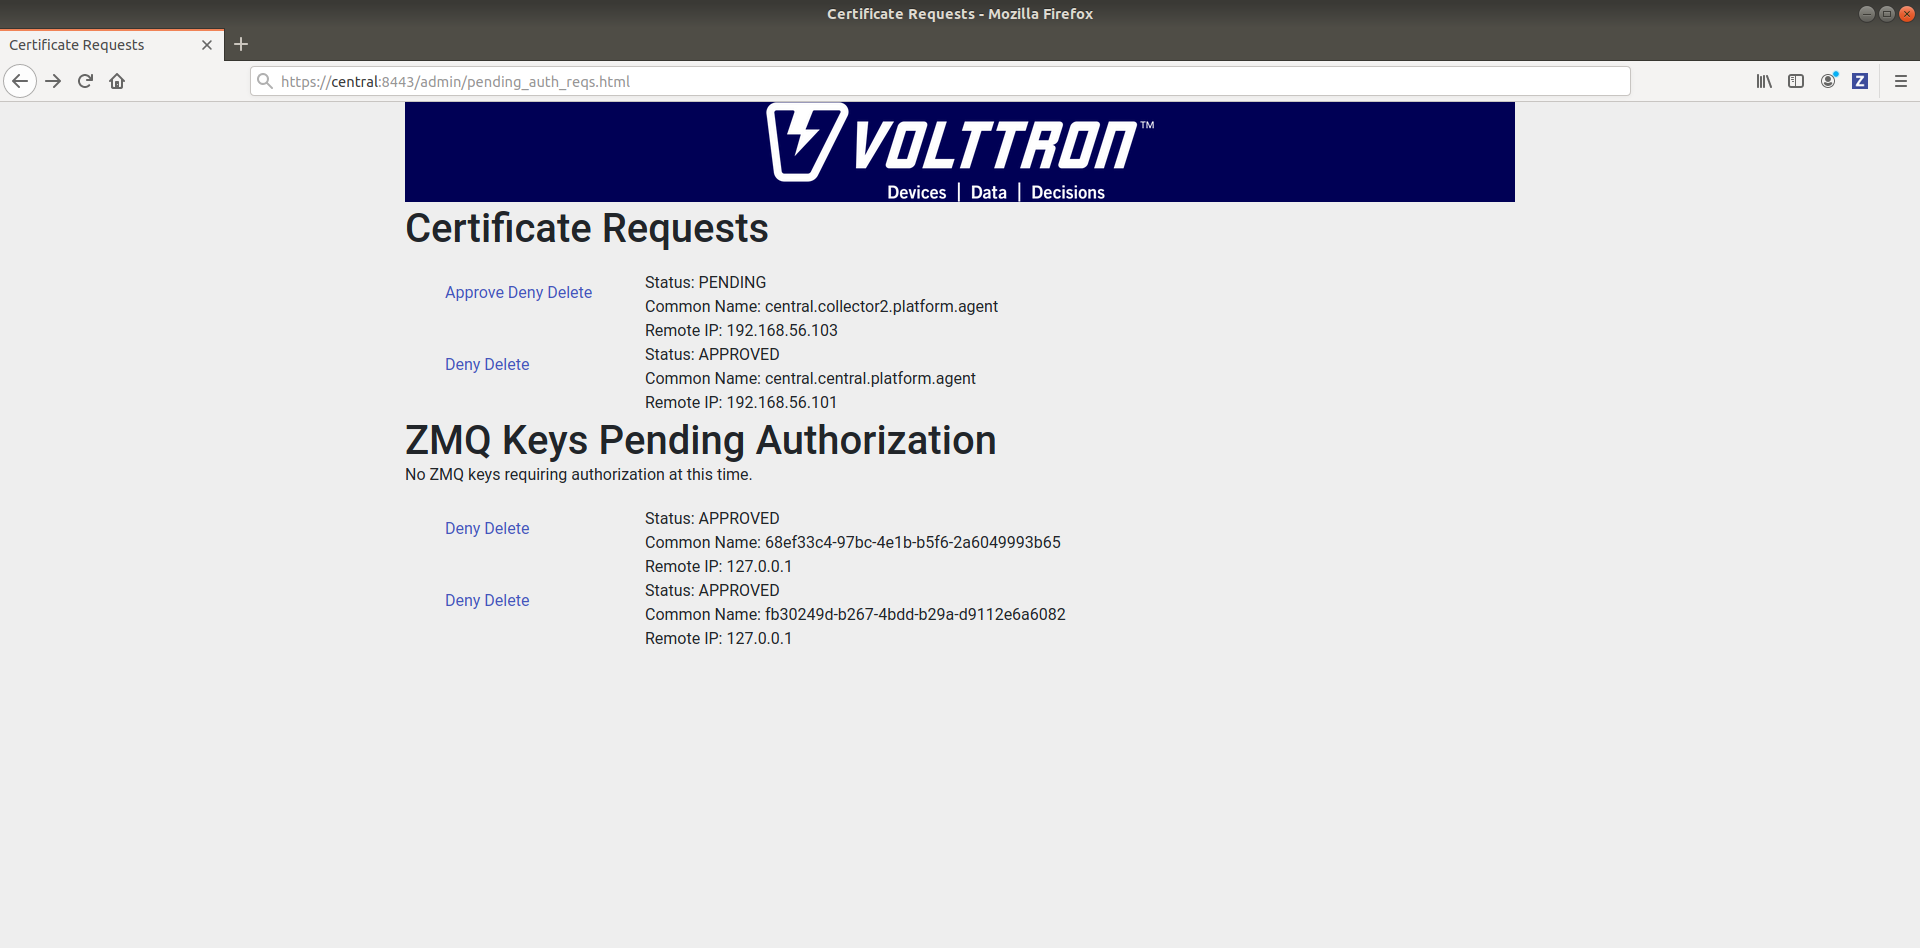 Certificate Requests - Mozilla Firefox
Certificate Requests
https://central:8443/admin/pending_auth_reqs.html
Z
VOLTTRON™
Devices | Data | Decisions
Certificate Requests
Approve Deny Delete
Status: PENDING
Common Name: central.collector2.platform.agent
Remote IP: 192.168.56.103
Deny Delete
Status: APPROVED
Common Name: central.central.platform.agent
Remote IP: 192.168.56.101
ZMQ Keys Pending Authorization
No ZMQ keys requiring authorization at this time.
Deny Delete
Status: APPROVED
Common Name: 68ef33c4-97bc-4e1b-b5f6-2a6049993b65
Remote IP: 127.0.0.1
Deny Delete
Status: APPROVED
Common Name: fb30249d-b267-4bdd-b29a-d9112e6a6082
Remote IP: 127.0.0.1